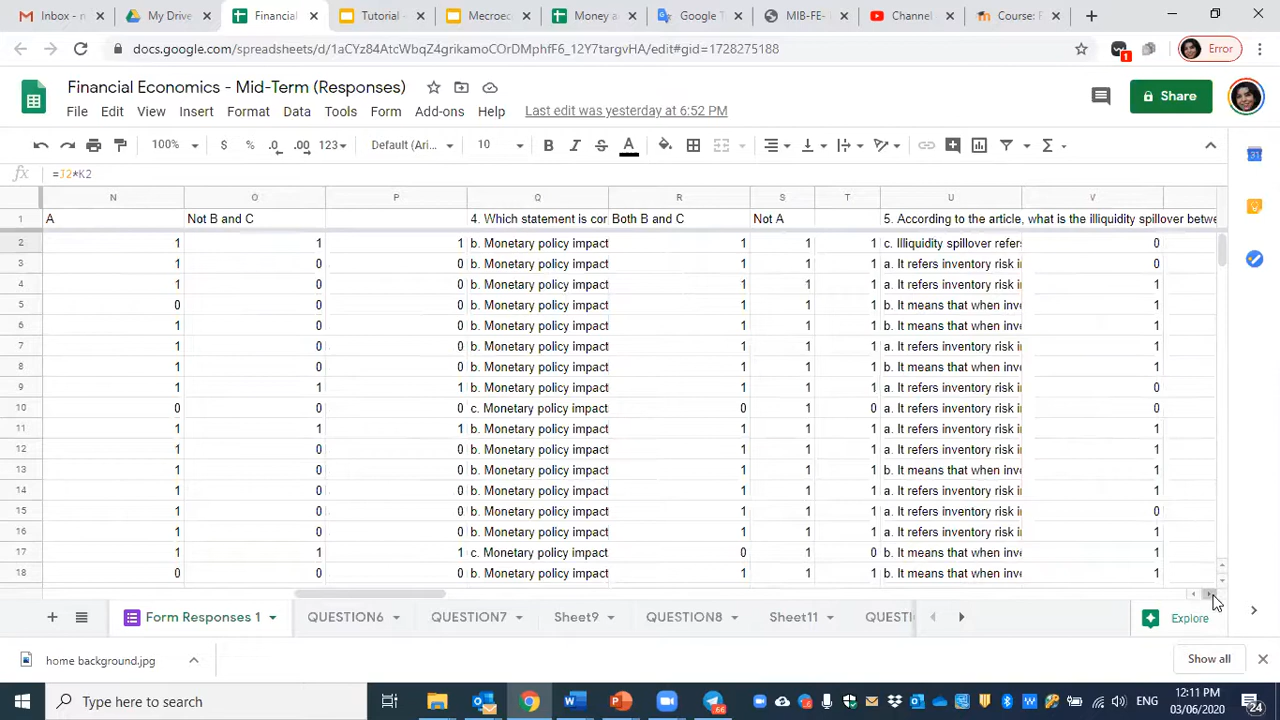 Inbox - n
My Drive
Financial
Tutorial -
Mecroec
Money a
Google T
MIB-FE-
Channe
Course:
docs.google.com/spreadsheets/d/1aCYz84AtcWbqZ4grikamoCOrDMphfF6_12Y7targvHA/edit#gid=1728275188
1
Error
Financial Economics - Mid-Term (Responses)
File Edit View Insert Format Data Tools Form Add-ons Help Last edit was yesterday at 6:52 PM
Share
100% $ % .0 .00 123 Default (Ari... 10 B I S A
fx =J2*K2
N O P Q R S T U V
1 A Not B and C 4. Which statement is cor Both B and C Not A 5. According to the article, what is the illiquidity spillover betwe
2 1 1 1 b. Monetary policy impact 1 1 1 c. Illiquidity spillover refers 0
3 1 0 0 b. Monetary policy impact 1 1 1 a. It refers inventory risk i 0
4 1 0 0 b. Monetary policy impact 1 1 1 a. It refers inventory risk i 1
5 0 0 0 b. Monetary policy impact 1 1 1 b. It means that when inve 1
6 1 0 0 b. Monetary policy impact 1 1 1 b. It means that when inve 1
7 1 0 0 b. Monetary policy impact 1 1 1 a. It refers inventory risk i 1
8 1 0 0 b. Monetary policy impact 1 1 1 b. It means that when inve 1
9 1 1 1 b. Monetary policy impact 1 1 1 a. It refers inventory risk i 0
10 0 0 0 c. Monetary policy impact 0 1 0 a. It refers inventory risk i 0
11 1 1 1 b. Monetary policy impact 1 1 1 a. It refers inventory risk i 1
12 1 0 0 b. Monetary policy impact 1 1 1 a. It refers inventory risk i 1
13 1 0 0 b. Monetary policy impact 1 1 1 b. It means that when inve 1
14 1 0 0 b. Monetary policy impact 1 1 1 a. It refers inventory risk i 1
15 1 0 0 b. Monetary policy impact 1 1 1 a. It refers inventory risk i 0
16 1 0 0 b. Monetary policy impact 1 1 1 a. It refers inventory risk i 1
17 1 1 1 c. Monetary policy impact 0 1 0 b. It means that when inve 1
18 0 0 0 b. Monetary policy impact 1 1 1 b. It means that when inve 1
Form Responses 1 QUESTION6 QUESTION7 Sheet9 QUESTION8 Sheet11 QUESTI
Explore
home background.jpg
Show all
Type here to search
66
ENG
12:11 PM
03/06/2020
24